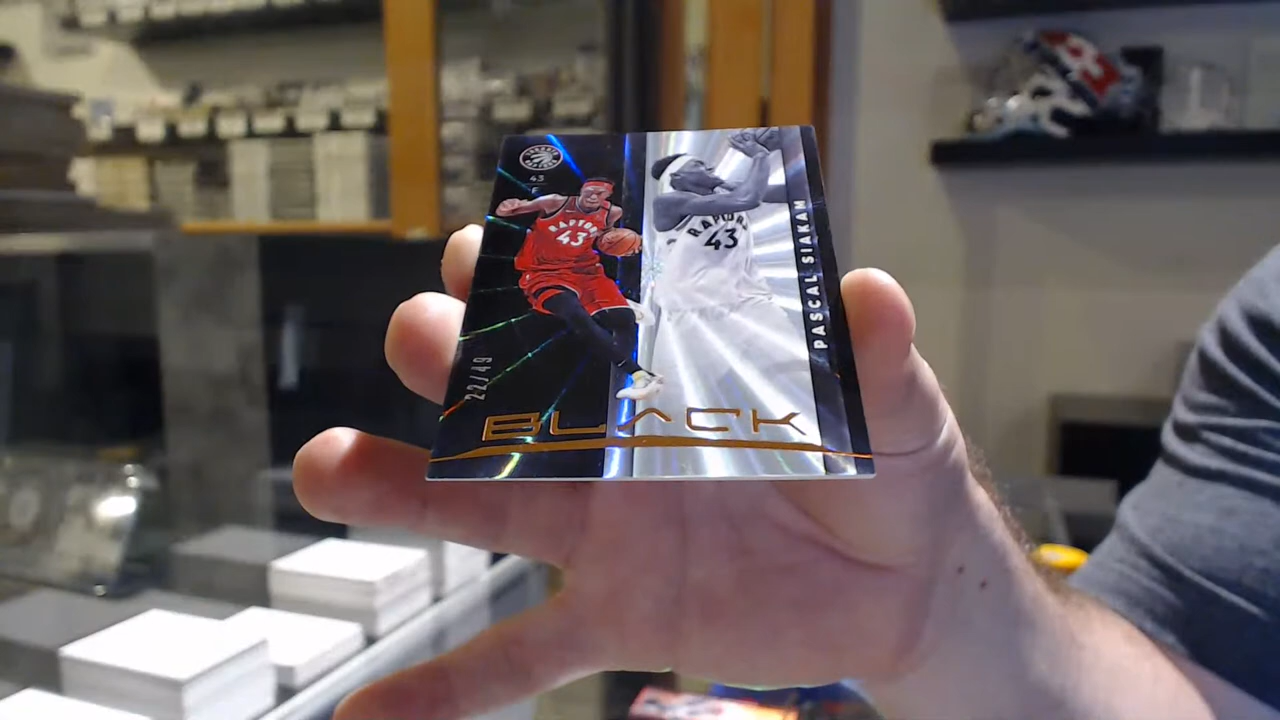 43
F
RAPTORS
43
RAPTORS
43
PASCAL SIAKAM
22/49
BLACK